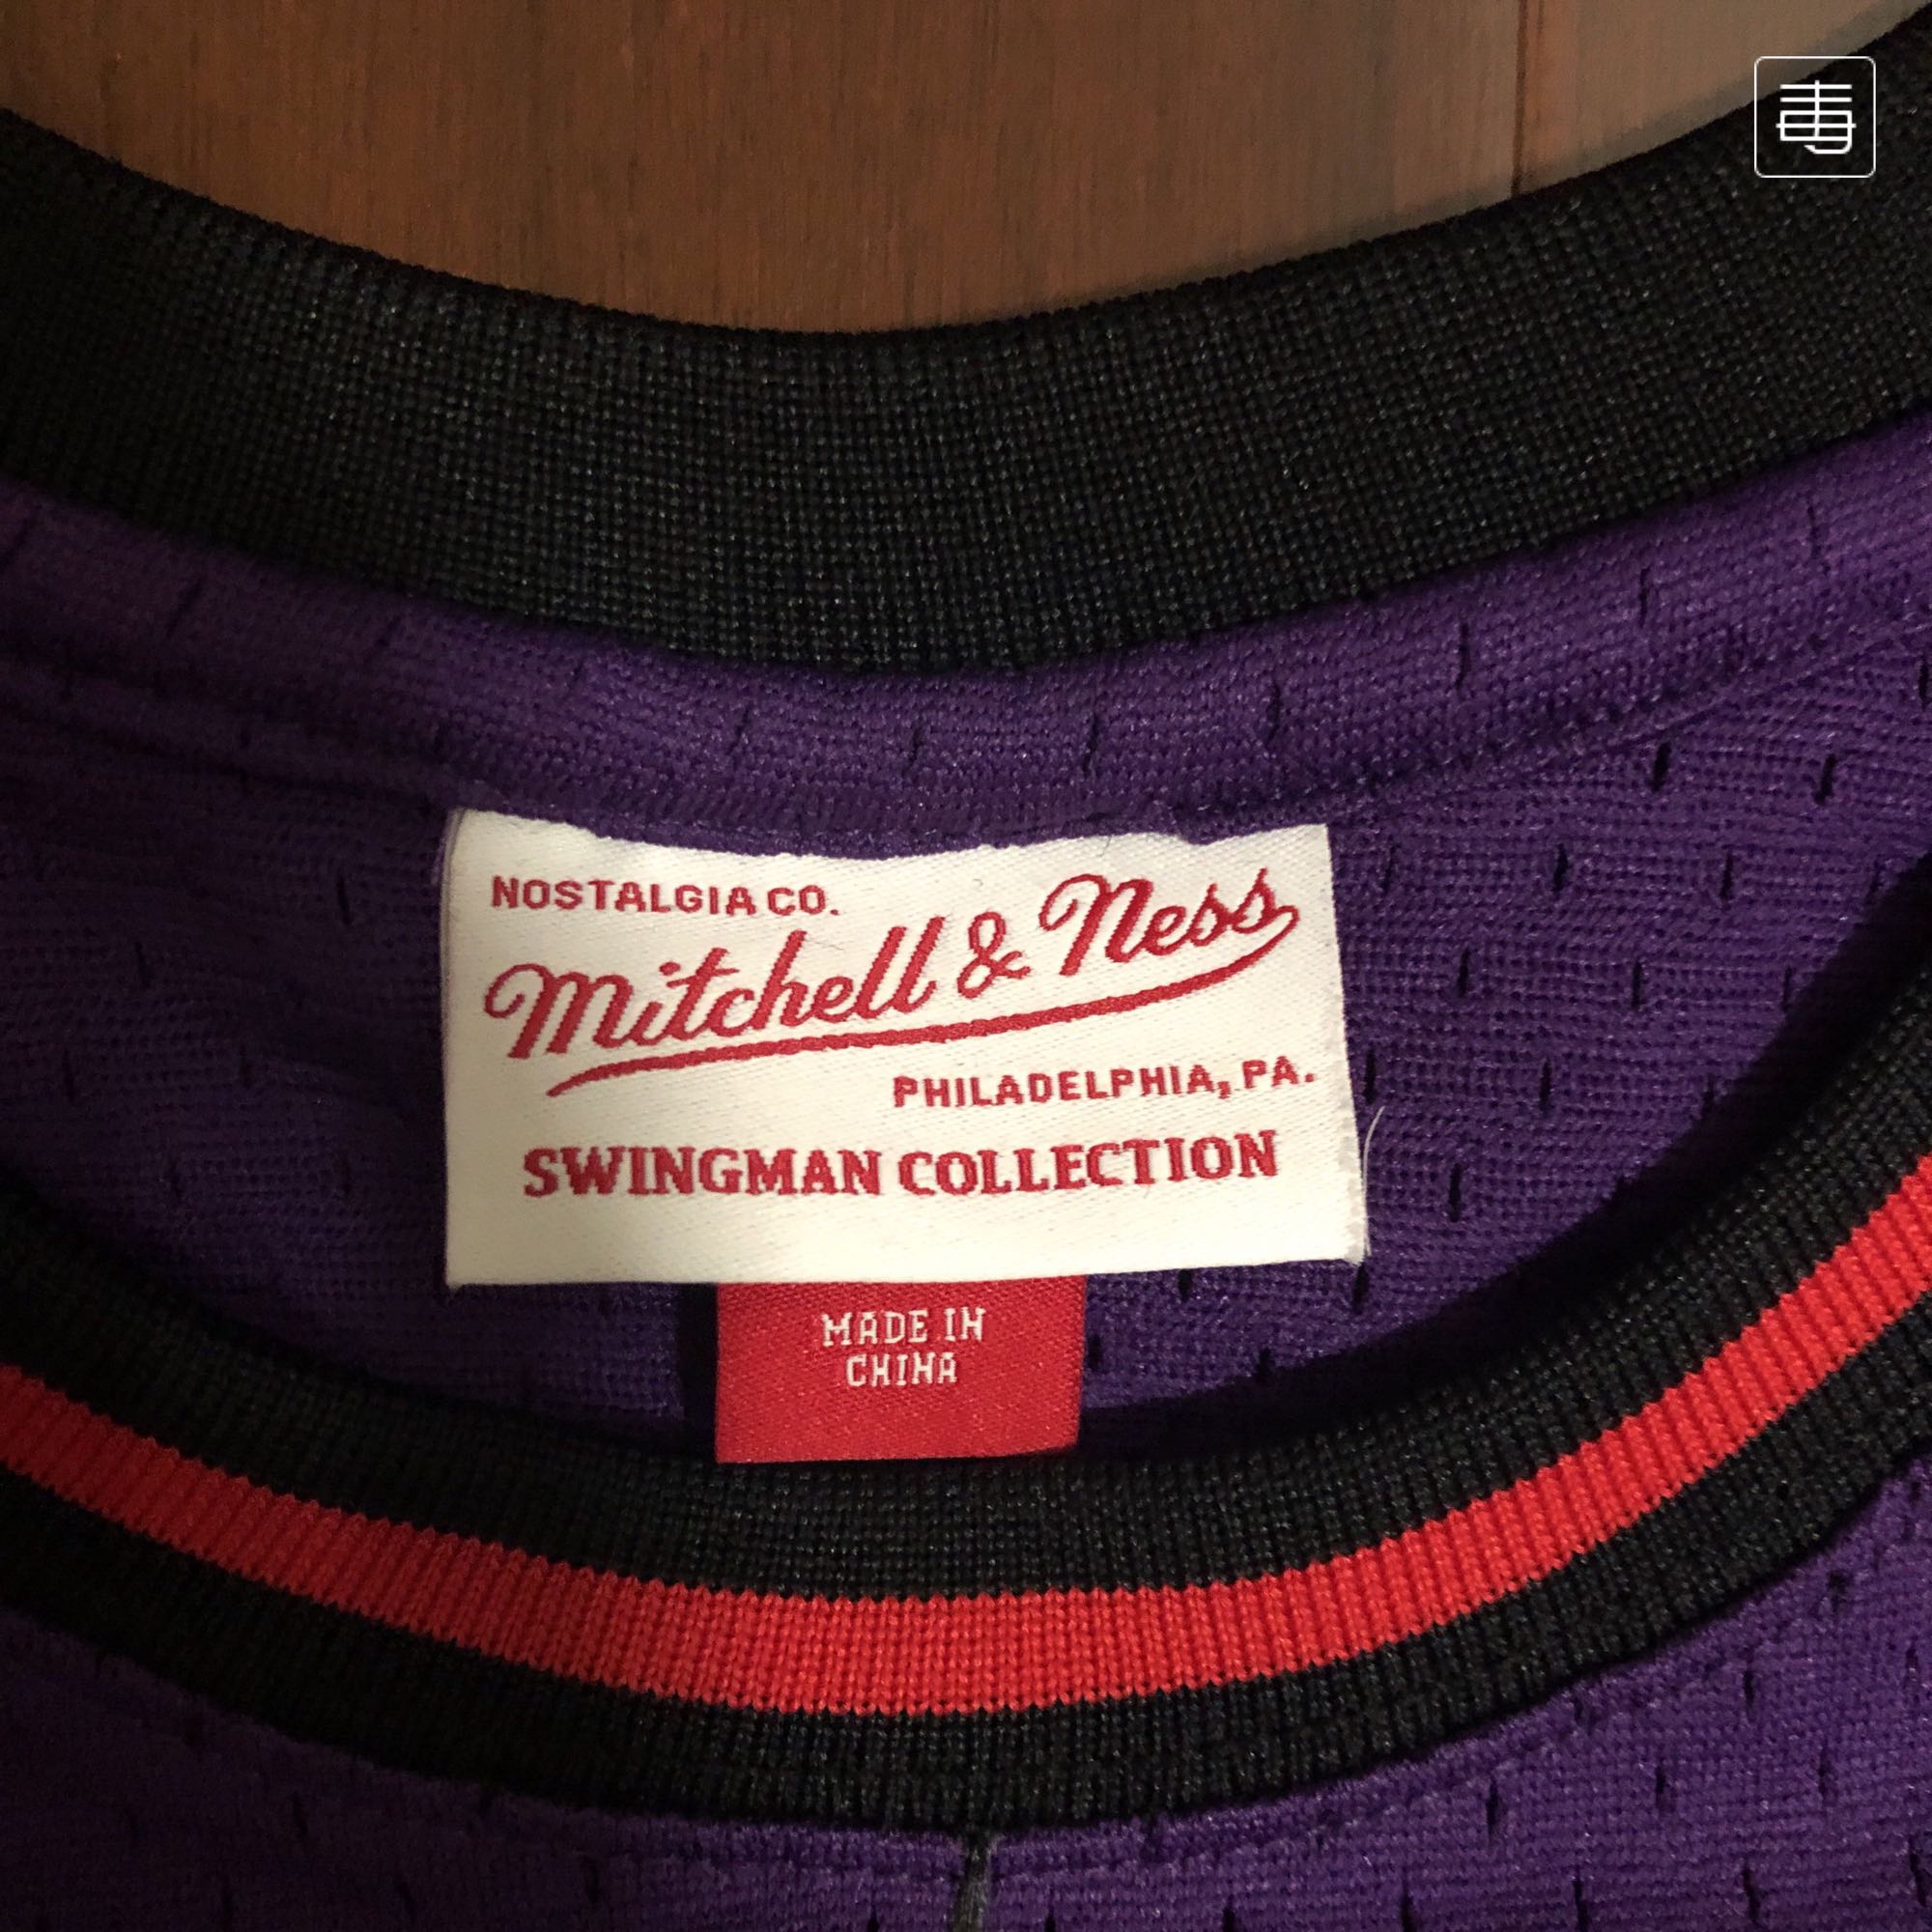 毒
NOSTALGIA CO.
Mitchell & Ness
PHILADELPHIA, PA.
SWINGMAN COLLECTION
MADE IN
CHINA